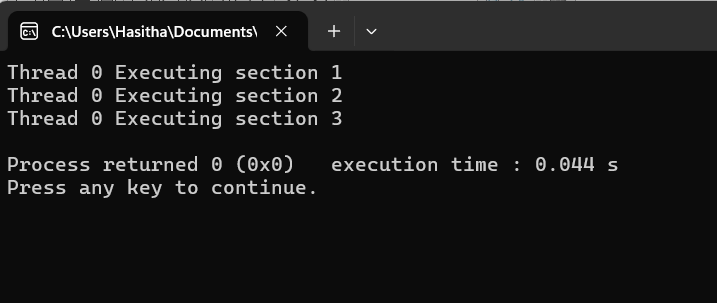 C:\Users\Hasitha\Documents\
Thread 0 Executing section 1
Thread 0 Executing section 2
Thread 0 Executing section 3
Process returned 0 (0x0)   execution time : 0.044 s
Press any key to continue.